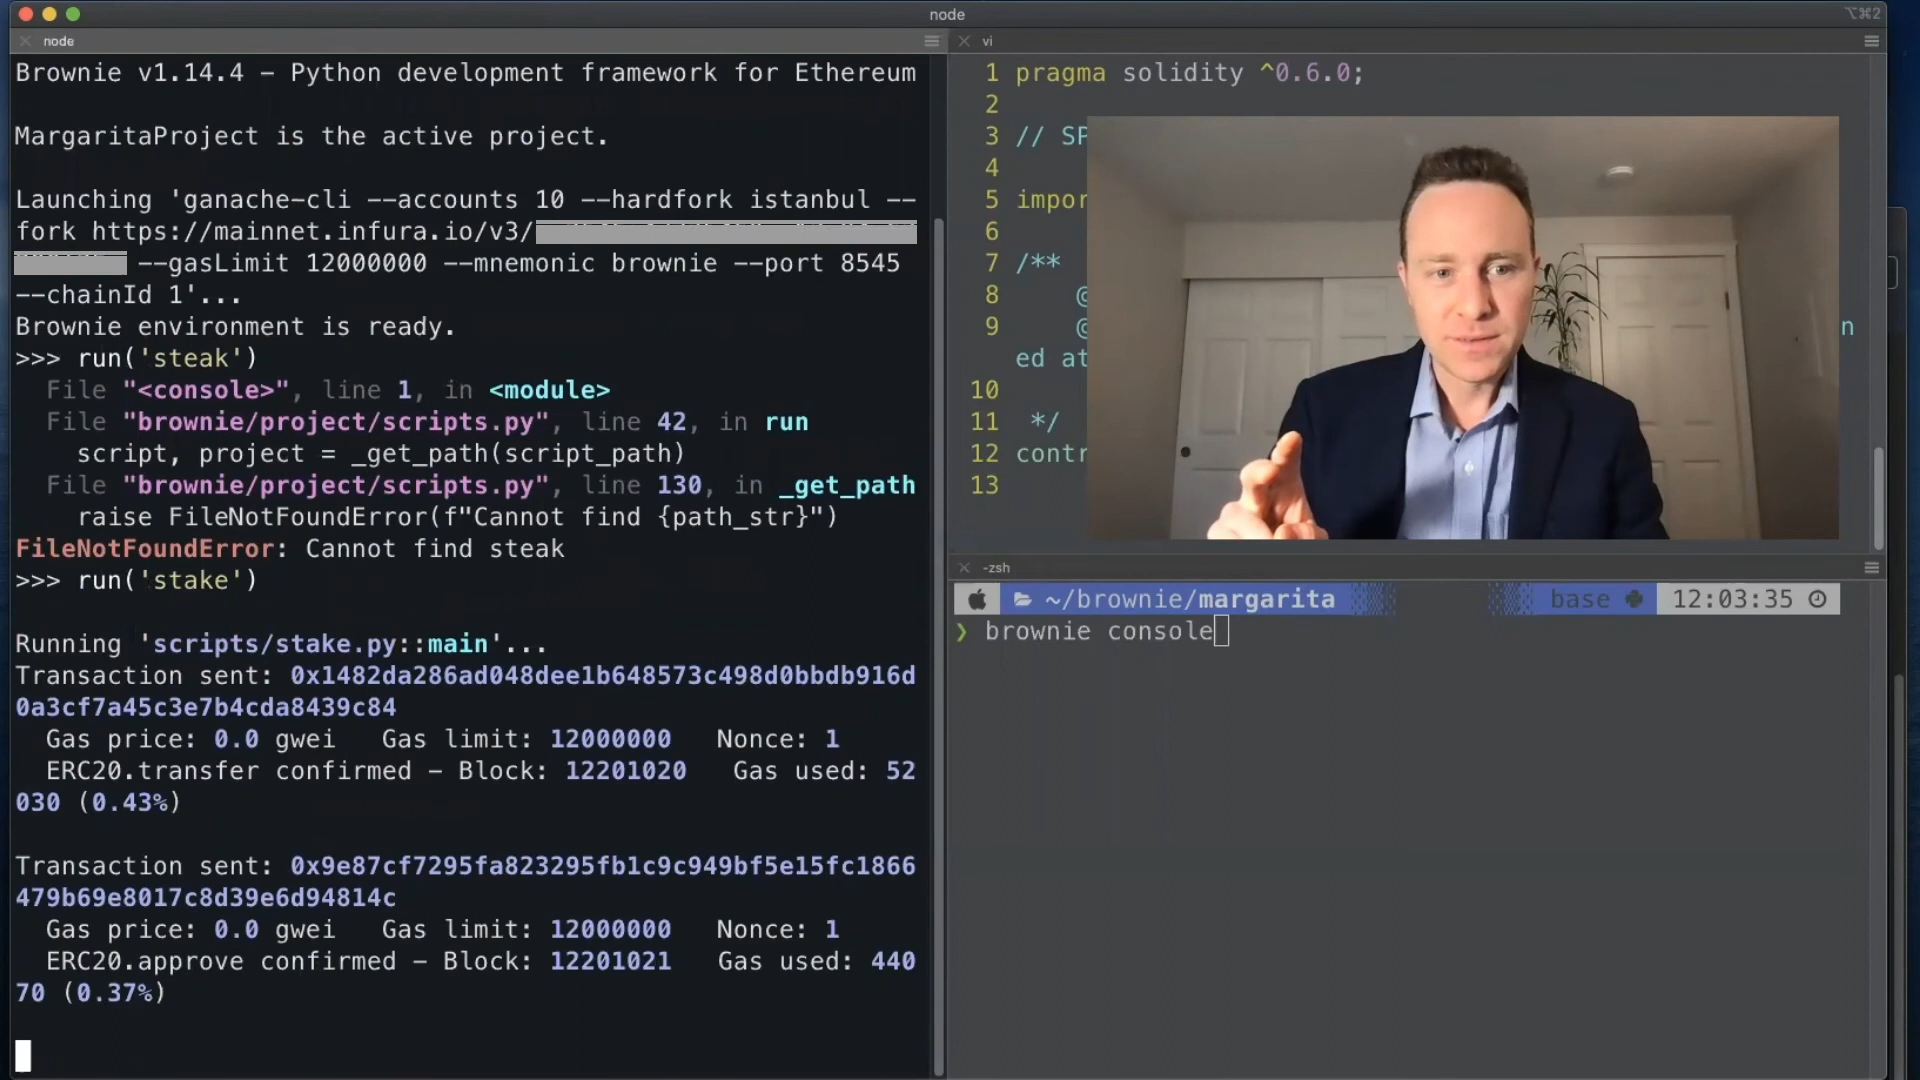 node
⌥⌘2
node
Brownie v1.14.4 – Python development framework for Ethereum
MargaritaProject is the active project.
Launching 'ganache-cli --accounts 10 --hardfork istanbul --
fork https://mainnet.infura.io/v3/
--gasLimit 12000000 --mnemonic brownie --port 8545
--chainId 1'...
Brownie environment is ready.
>>> run('steak')
File "<console>", line 1, in <module>
File "brownie/project/scripts.py", line 42, in run
script, project = _get_path(script_path)
File "brownie/project/scripts.py", line 130, in _get_path
raise FileNotFoundError(f"Cannot find {path_str}")
FileNotFoundError: Cannot find steak
>>> run('stake')
Running 'scripts/stake.py::main'...
Transaction sent: 0x1482da286ad048dee1b648573c498d0bbdb916d
0a3cf7a45c3e7b4cda8439c84
Gas price: 0.0 gwei   Gas limit: 12000000   Nonce: 1
ERC20.transfer confirmed – Block: 12201020   Gas used: 52
030 (0.43%)
Transaction sent: 0x9e87cf7295fa823295fb1c9c949bf5e15fc1866
479b69e8017c8d39e6d94814c
Gas price: 0.0 gwei   Gas limit: 12000000   Nonce: 1
ERC20.approve confirmed – Block: 12201021   Gas used: 440
70 (0.37%)
vi
1 pragma solidity ^0.6.0;
2
3 // SP
4
5 impor
6
7 /**
8 @
9 @ n
ed at
10
11 */
12 contr
13
-zsh
~/brownie/margarita base 12:03:35
❯ brownie console